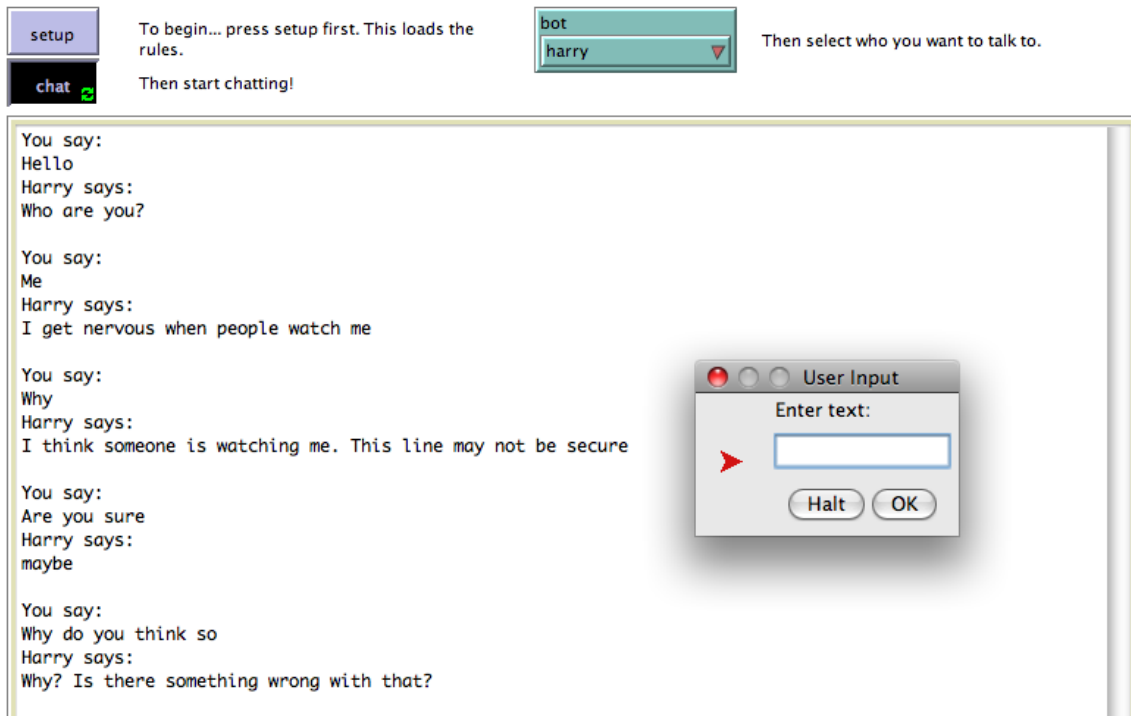 setup
To begin... press setup first. This loads the
rules.
chat
Then start chatting!
bot
harry
Then select who you want to talk to.
You say:
Hello
Harry says:
Who are you?
You say:
Me
Harry says:
I get nervous when people watch me
You say:
Why
Harry says:
I think someone is watching me. This line may not be secure
You say:
Are you sure
Harry says:
maybe
You say:
Why do you think so
Harry says:
Why? Is there something wrong with that?
User Input
Enter text:
Halt
OK